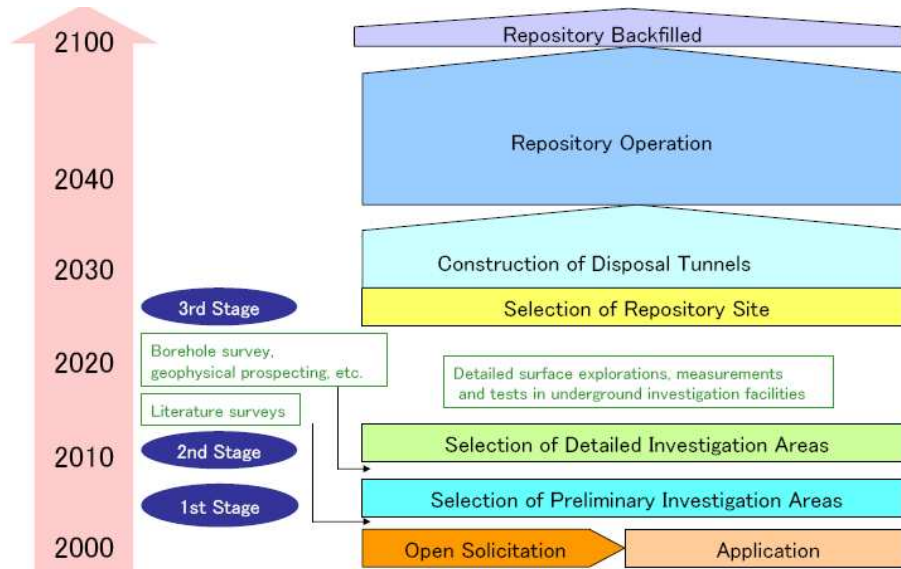 2100
Repository Backfilled
Repository Operation
2040
2030
Construction of Disposal Tunnels
3rd Stage
Selection of Repository Site
2020
Borehole survey,
geophysical prospecting, etc.
Detailed surface explorations, measurements
and tests in underground investigation facilities
Literature surveys
2nd Stage
Selection of Detailed Investigation Areas
2010
1st Stage
Selection of Preliminary Investigation Areas
2000
Open Solicitation
Application